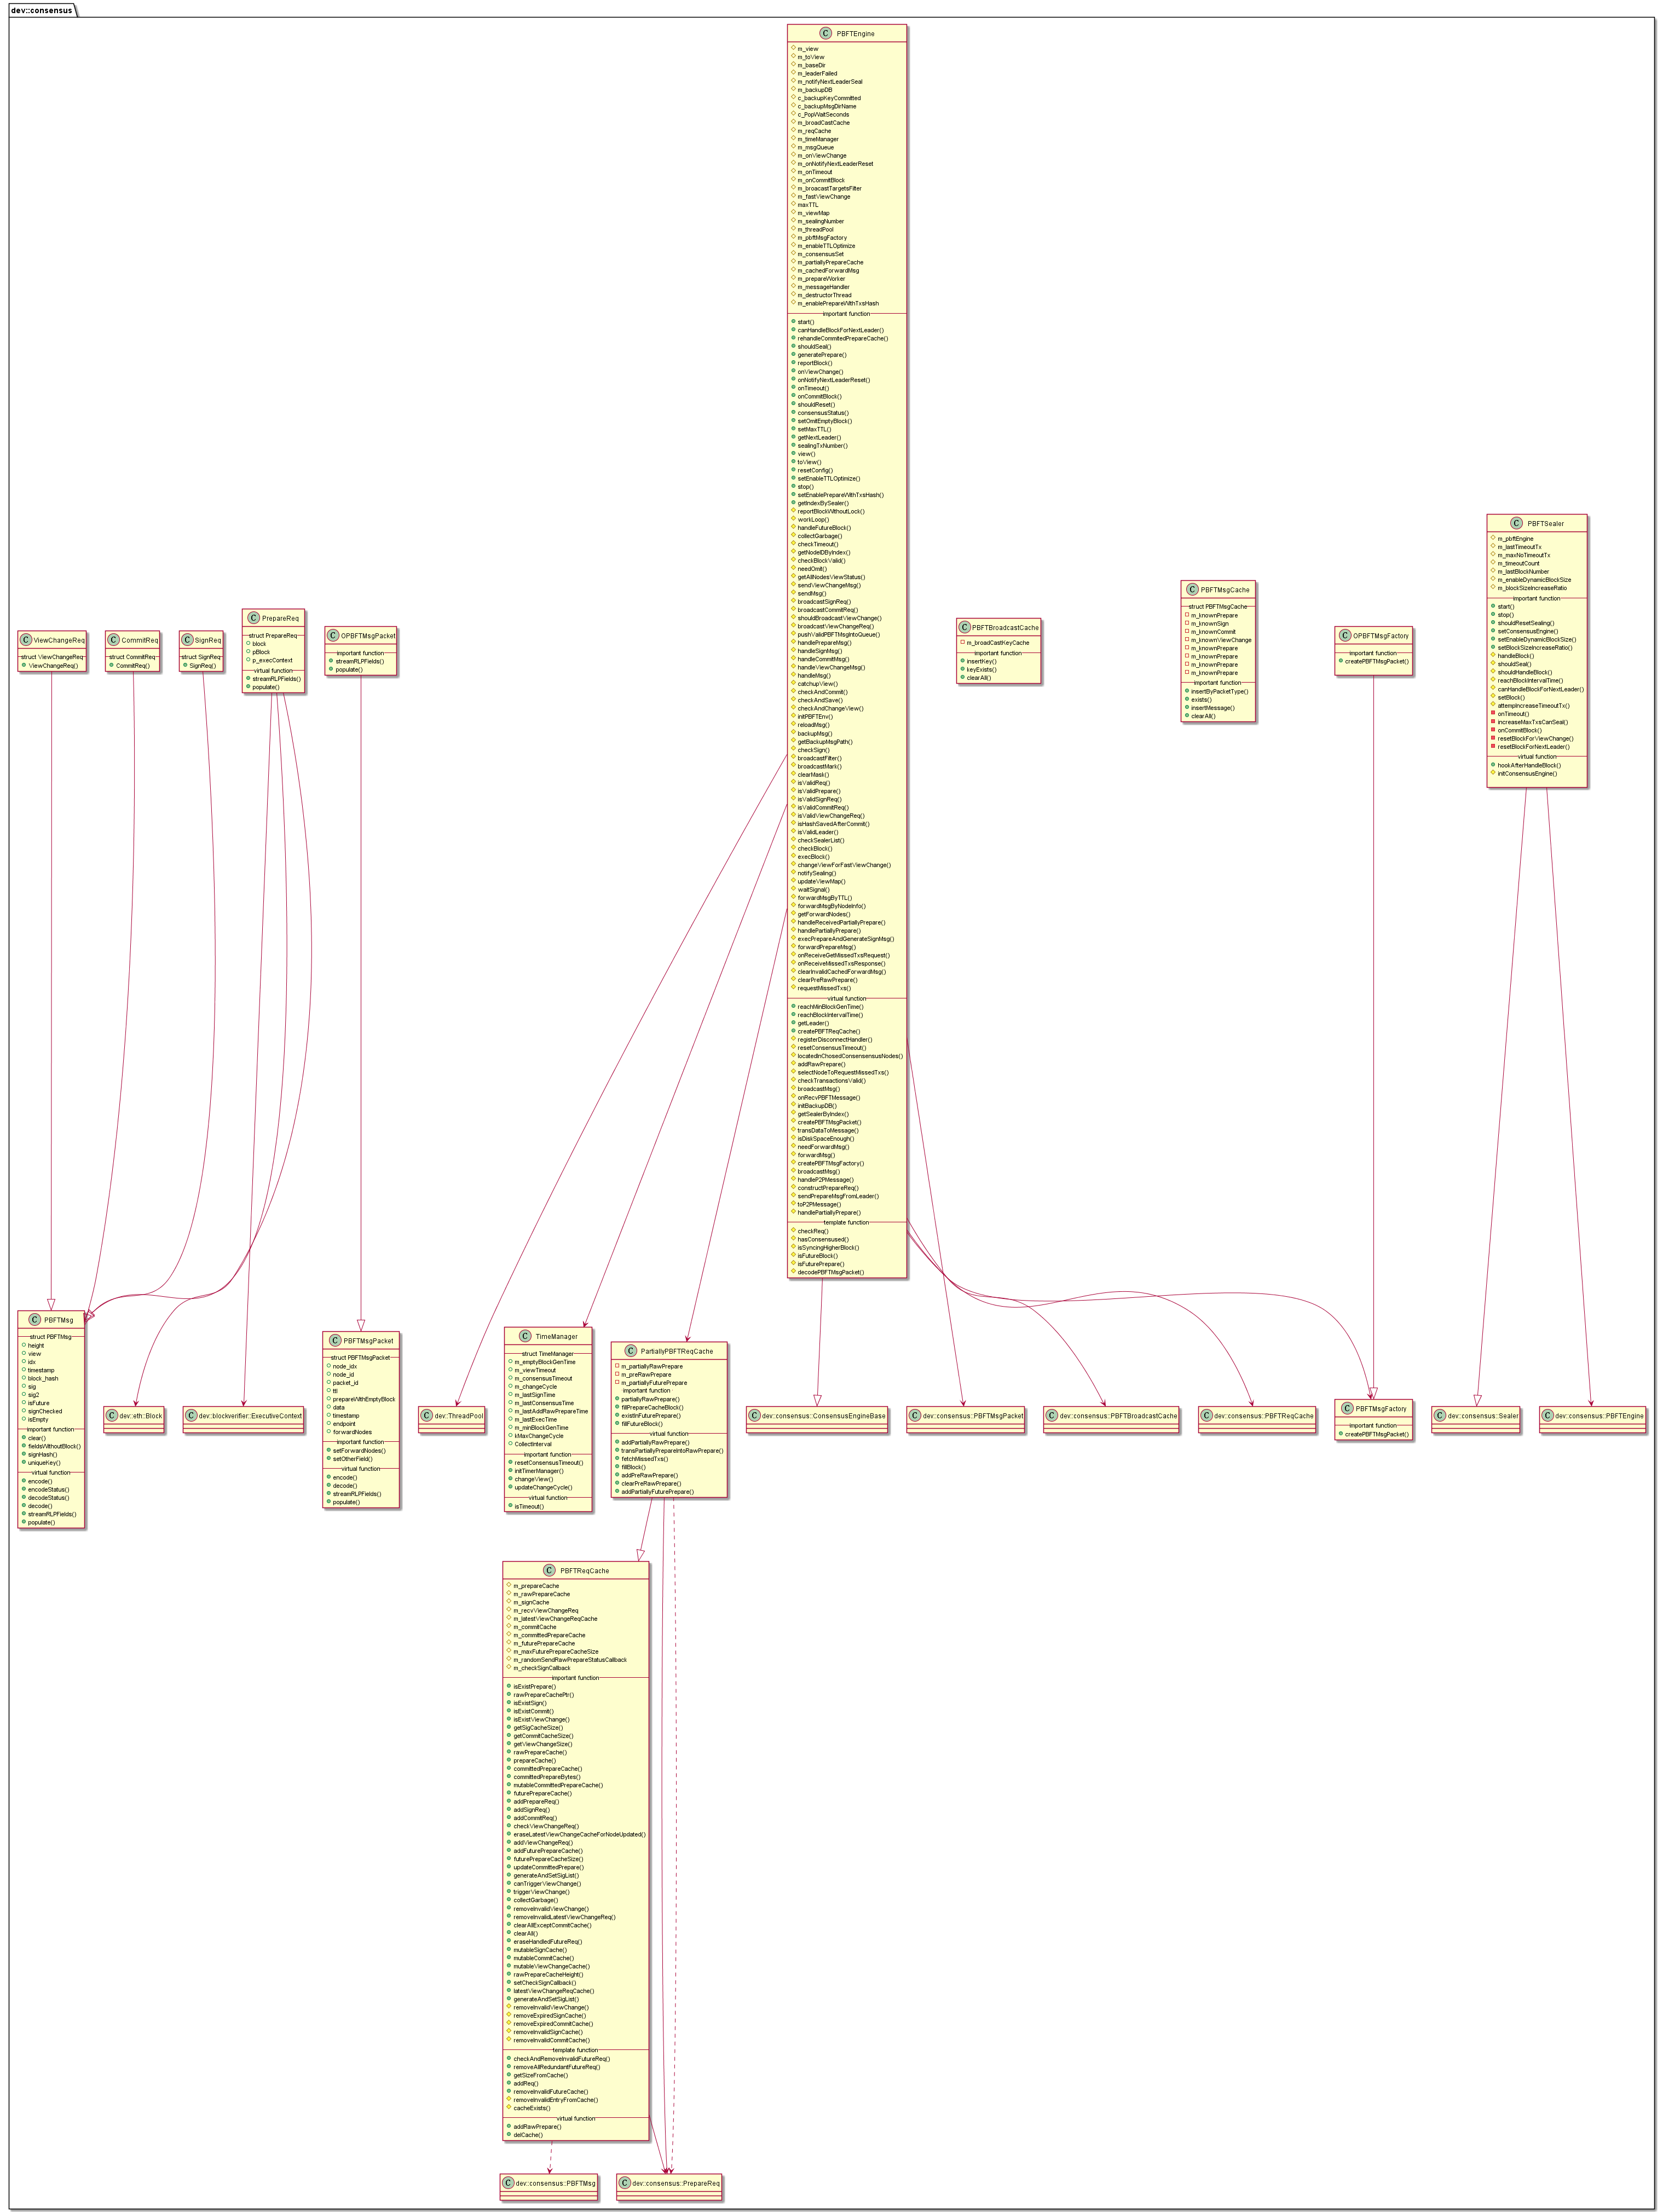 dev::consensus
PBFTEngine
m_view
m_toView
m_baseDir
m_leaderFailed
m_notifyNextLeaderSeal
m_backupDB
c_backupKeyCommitted
c_backupMsgDirName
c_PopWaitSeconds
m_broadCastCache
m_reqCache
m_timeManager
m_msgQueue
m_onViewChange
m_onNotifyNextLeaderReset
m_onTimeout
m_onCommitBlock
m_broacastTargetsFilter
m_fastViewChange
maxTTL
m_viewMap
m_sealingNumber
m_threadPool
m_pbftMsgFactory
m_enableTTLOptimize
m_consensusSet
m_partiallyPrepareCache
m_cachedForwardMsg
m_prepareWorker
m_messageHandler
m_destructorThread
m_enablePrepareWithTxsHash
important function
start()
canHandleBlockForNextLeader()
rehandleCommitedPrepareCache()
shouldSeal()
generatePrepare()
reportBlock()
onViewChange()
onNotifyNextLeaderReset()
onTimeout()
onCommitBlock()
shouldReset()
consensusStatus()
setOmitEmptyBlock()
setMaxTTL()
getNextLeader()
sealingTxNumber()
view()
toView()
resetConfig()
setEnableTTLOptimize()
stop()
setEnablePrepareWithTxsHash()
getIndexBySealer()
reportBlockWithoutLock()
workLoop()
handleFutureBlock()
collectGarbage()
checkTimeout()
getNodeIDByIndex()
checkBlockValid()
needOmit()
getAllNodesViewStatus()
sendViewChangeMsg()
sendMsg()
broadcastSignReq()
broadcastCommitReq()
shouldBroadcastViewChange()
broadcastViewChangeReq()
pushValidPBFTMsgIntoQueue()
handlePrepareMsg()
handleSignMsg()
handleCommitMsg()
handleViewChangeMsg()
handleMsg()
catchupView()
checkAndCommit()
checkAndSave()
checkAndChangeView()
initPBFTEnv()
reloadMsg()
backupMsg()
getBackupMsgPath()
checkSign()
broadcastFilter()
broadcastMark()
clearMask()
isValidReq()
isValidPrepare()
isValidSignReq()
isValidCommitReq()
isValidViewChangeReq()
isHashSavedAfterCommit()
isValidLeader()
checkSealerList()
checkBlock()
execBlock()
changeViewForFastViewChange()
notifySealing()
updateViewMap()
waitSignal()
forwardMsgByTTL()
forwardMsgByNodeInfo()
getForwardNodes()
handleReceivedPartiallyPrepare()
handlePartiallyPrepare()
execPrepareAndGenerateSignMsg()
forwardPrepareMsg()
onReceiveGetMissedTxsRequest()
onReceiveMissedTxsResponse()
clearInvalidCachedForwardMsg()
clearPreRawPrepare()
requestMissedTxs()
virtual function
reachMinBlockGenTime()
reachBlockIntervalTime()
getLeader()
createPBFTReqCache()
registerDisconnectHandler()
resetConsensusTimeout()
locatedInChosedConsensensusNodes()
addRawPrepare()
selectNodeToRequestMissedTxs()
checkTransactionsValid()
broadcastMsg()
onRecvPBFTMessage()
initBackupDB()
getSealerByIndex()
createPBFTMsgPacket()
transDataToMessage()
isDiskSpaceEnough()
needForwardMsg()
forwardMsg()
createPBFTMsgFactory()
broadcastMsg()
handleP2PMessage()
constructPrepareReq()
sendPrepareMsgFromLeader()
toP2PMessage()
handlePartiallyPrepare()
template function
checkReq()
hasConsensused()
isSyncingHigherBlock()
isFutureBlock()
isFuturePrepare()
decodePBFTMsgPacket()
ViewChangeReq
struct ViewChangeReq
ViewChangeReq()
CommitReq
struct CommitReq
CommitReq()
SignReq
struct SignReq
SignReq()
PrepareReq
struct PrepareReq
block
pBlock
p_execContext
virtual function
streamRLPFields()
populate()
OPBFTMsgPacket
important function
streamRLPFields()
populate()
PBFTBroadcastCache
m_broadCastKeyCache
important function
insertKey()
keyExists()
clearAll()
PBFTMsgCache
struct PBFTMsgCache
m_knownPrepare
m_knownSign
m_knownCommit
m_knownViewChange
m_knownPrepare
m_knownPrepare
m_knownPrepare
m_knownPrepare
important function
insertByPacketType()
exists()
insertMessage()
clearAll()
OPBFTMsgFactory
important function
createPBFTMsgPacket()
PBFTSealer
m_pbftEngine
m_lastTimeoutTx
m_maxNoTimeoutTx
m_timeoutCount
m_lastBlockNumber
m_enableDynamicBlockSize
m_blockSizeIncreaseRatio
important function
start()
stop()
shouldResetSealing()
setConsensusEngine()
setEnableDynamicBlockSize()
setBlockSizeIncreaseRatio()
handleBlock()
shouldSeal()
shouldHandleBlock()
reachBlockIntervalTime()
canHandleBlockForNextLeader()
setBlock()
attempIncreaseTimeoutTx()
onTimeout()
increaseMaxTxsCanSeal()
onCommitBlock()
resetBlockForViewChange()
resetBlockForNextLeader()
virtual function
hookAfterHandleBlock()
initConsensusEngine()
PBFTMsg
struct PBFTMsg
height
view
idx
timestamp
block_hash
sig
sig2
isFuture
signChecked
isEmpty
important function
clear()
fieldsWithoutBlock()
signHash()
uniqueKey()
virtual function
encode()
encodeStatus()
decodeStatus()
decode()
streamRLPFields()
populate()
dev::eth::Block
dev::blockverifier::ExecutiveContext
PBFTMsgPacket
struct PBFTMsgPacket
node_idx
node_id
packet_id
ttl
prepareWithEmptyBlock
data
timestamp
endpoint
forwardNodes
important function
setForwardNodes()
setOtherField()
virtual function
encode()
decode()
streamRLPFields()
populate()
dev::ThreadPool
TimeManager
struct TimeManager
m_emptyBlockGenTime
m_viewTimeout
m_consensusTimeout
m_changeCycle
m_lastSignTime
m_lastConsensusTime
m_lastAddRawPrepareTime
m_lastExecTime
m_minBlockGenTime
kMaxChangeCycle
CollectInterval
important function
resetConsensusTimeout()
initTimerManager()
changeView()
updateChangeCycle()
virtual function
isTimeout()
PartiallyPBFTReqCache
m_partiallyRawPrepare
m_preRawPrepare
m_partiallyFuturePrepare
important function
partiallyRawPrepare()
fillPrepareCacheBlock()
existInFuturePrepare()
fillFutureBlock()
virtual function
addPartiallyRawPrepare()
transPartiallyPrepareIntoRawPrepare()
fetchMissedTxs()
fillBlock()
addPreRawPrepare()
clearPreRawPrepare()
addPartiallyFuturePrepare()
dev::consensus::ConsensusEngineBase
dev::consensus::PBFTMsgPacket
dev::consensus::PBFTBroadcastCache
dev::consensus::PBFTReqCache
PBFTMsgFactory
important function
createPBFTMsgPacket()
dev::consensus::Sealer
dev::consensus::PBFTEngine
PBFTReqCache
m_prepareCache
m_rawPrepareCache
m_signCache
m_recvViewChangeReq
m_latestViewChangeReqCache
m_commitCache
m_committedPrepareCache
m_futurePrepareCache
m_maxFuturePrepareCacheSize
m_randomSendRawPrepareStatusCallback
m_checkSignCallback
important function
isExistPrepare()
rawPrepareCachePtr()
isExistSign()
isExistCommit()
isExistViewChange()
getSigCacheSize()
getCommitCacheSize()
getViewChangeSize()
rawPrepareCache()
prepareCache()
committedPrepareCache()
committedPrepareBytes()
mutableCommittedPrepareCache()
futurePrepareCache()
addPrepareReq()
addSignReq()
addCommitReq()
checkViewChangeReq()
eraseLatestViewChangeCacheForNodeUpdated()
addViewChangeReq()
addFuturePrepareCache()
futurePrepareCacheSize()
updateCommittedPrepare()
generateAndSetSigList()
canTriggerViewChange()
triggerViewChange()
collectGarbage()
removeInvalidViewChange()
removeInvalidLatestViewChangeReq()
clearAllExceptCommitCache()
clearAll()
eraseHandledFutureReq()
mutableSignCache()
mutableCommitCache()
mutableViewChangeCache()
rawPrepareCacheHeight()
setCheckSignCallback()
latestViewChangeReqCache()
generateAndSetSigList()
removeInvalidViewChange()
removeExpiredSignCache()
removeExpiredCommitCache()
removeInvalidSignCache()
removeInvalidCommitCache()
template function
checkAndRemoveInvalidFutureReq()
removeAllRedundantFutureReq()
getSizeFromCache()
addReq()
removeInvalidFutureCache()
removeInvalidEntryFromCache()
cacheExists()
virtual function
addRawPrepare()
delCache()
dev::consensus::PBFTMsg
dev::consensus::PrepareReq